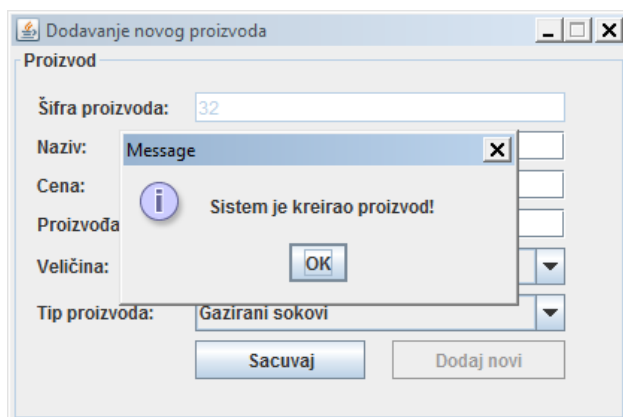 Dodavanje novog proizvoda
Proizvod
Šifra proizvoda: 32
Naziv:
Message
Cena:
Sistem je kreirao proizvod!
Proizvođa
OK
Veličina:
Tip proizvoda: Gazirani sokovi
Sacuvaj Dodaj novi